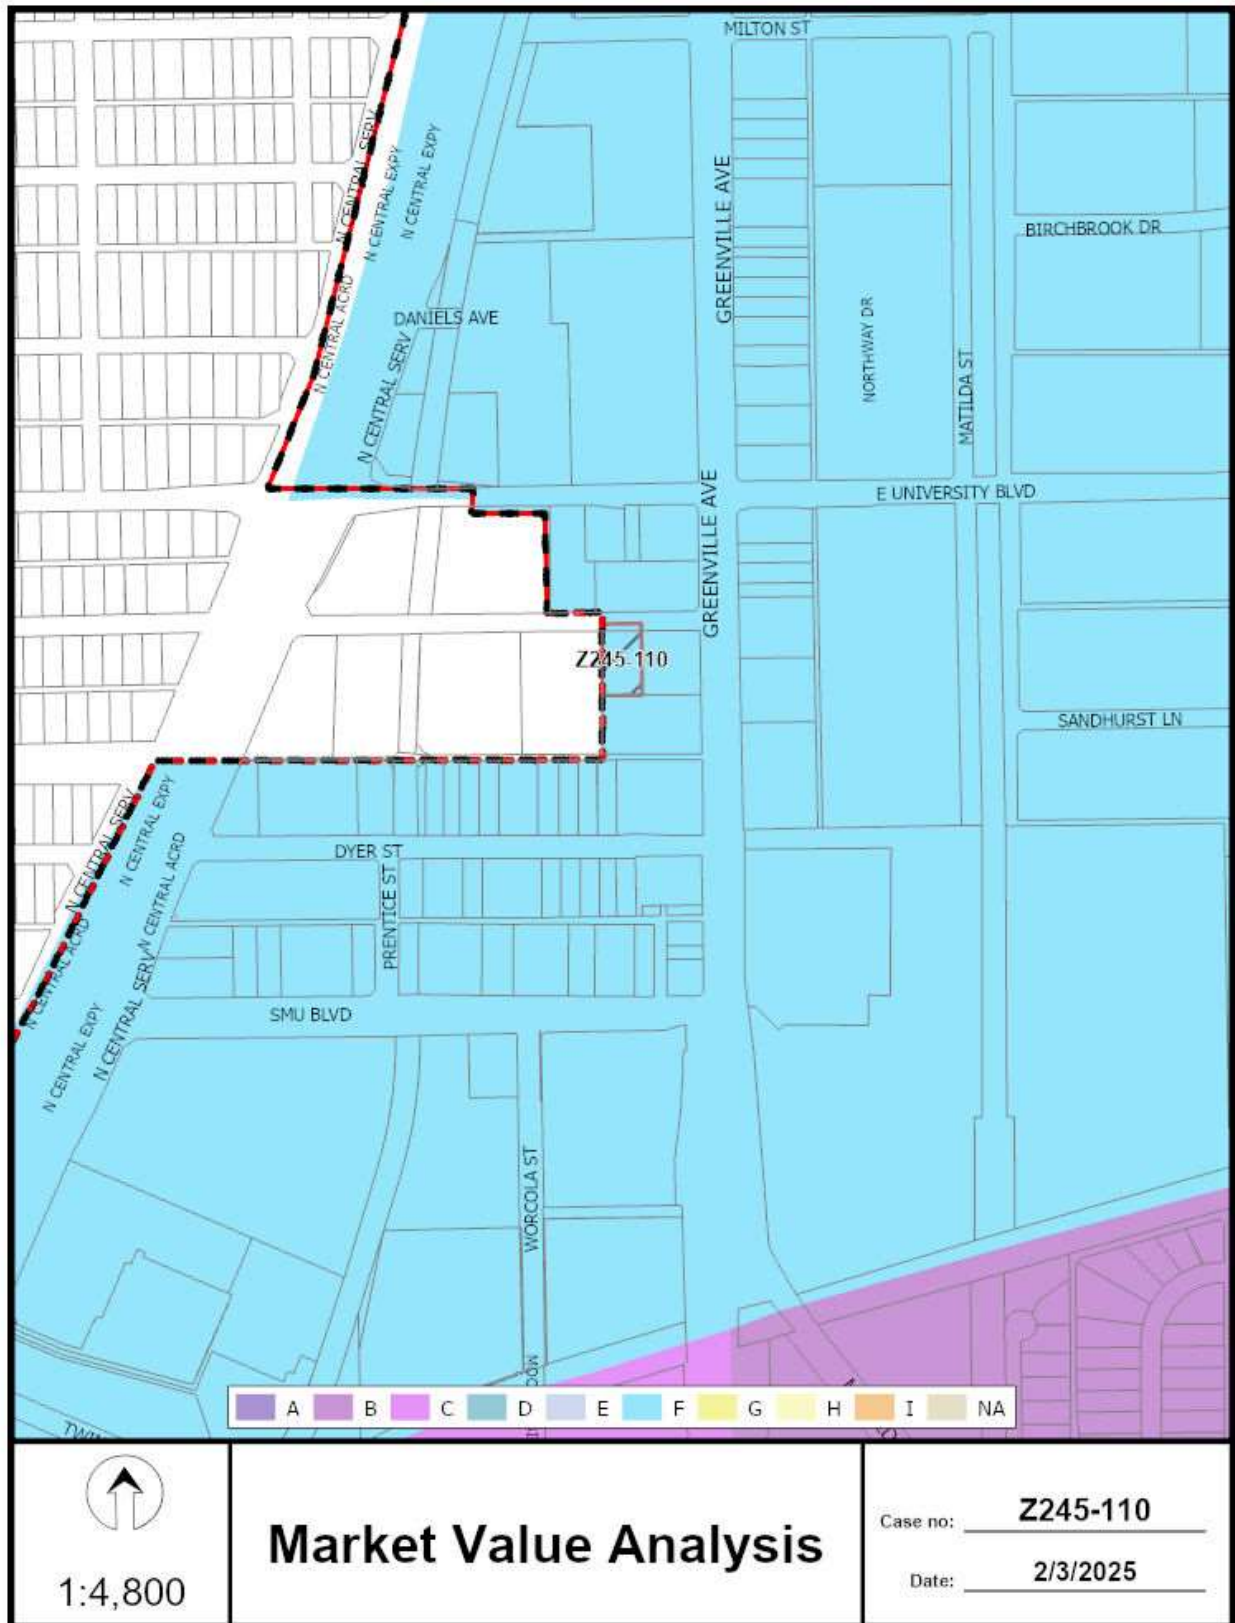 MILTON ST
N CENTRAL SERV
N CENTRAL EXPY
N CENTRAL EXPY
GREENVILLE AVE
BIRCHBROOK DR
N CENTRAL ACRD
DANIELS AVE
NORTHWAY DR
N CENTRAL SERV
MATILDA ST
E UNIVERSITY BLVD
GREENVILLE AVE
Z245-110
SANDHURST LN
N CENTRAL SERV
N CENTRAL EXPY
N CENTRAL ACRD
DYER ST
PRENTICE ST
N CENTRAL ACRD
N CENTRAL SERV
N CENTRAL EXPY
SMU BLVD
WORCOLA ST
A B C D E F G H I NA
1:4,800
Market Value Analysis
Case no: Z245-110
Date: 2/3/2025